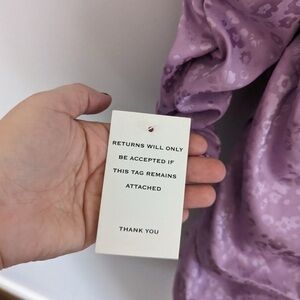 RETURNS WILL ONLY
BE ACCEPTED IF
THIS TAG REMAINS
ATTACHED
THANK YOU